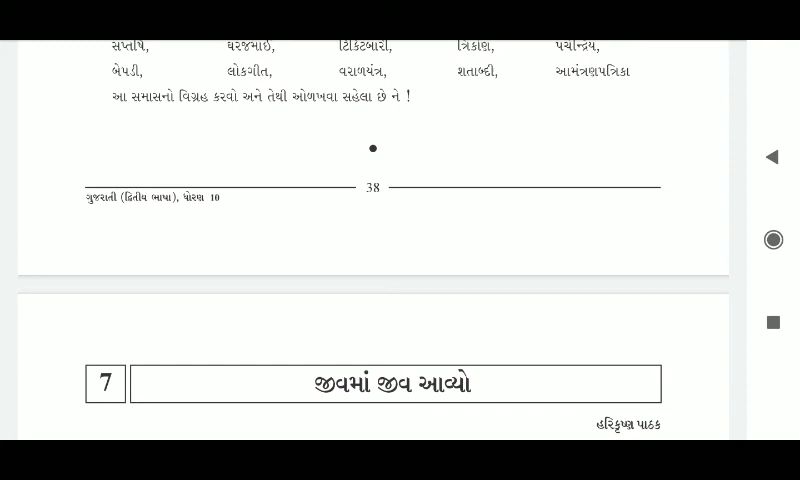 સપ્તર્ષિ, ઘરજમાઈ, ટિકિટબારી, ત્રિકોણ, પંચેન્દ્રિય,
બેપડી, લોકગીત, વરાળયંત્ર, શતાબ્દી, આમંત્રણપત્રિકા
આ સમાસનો વિગ્રહ કરવો અને તેથી ઓળખવા સહેલા છે ને !
38
ગુજરાતી (દ્વિતીય ભાષા), ધોરણ 10
7 જીવમાં જીવ આવ્યો
હરિકૃષ્ણ પાઠક